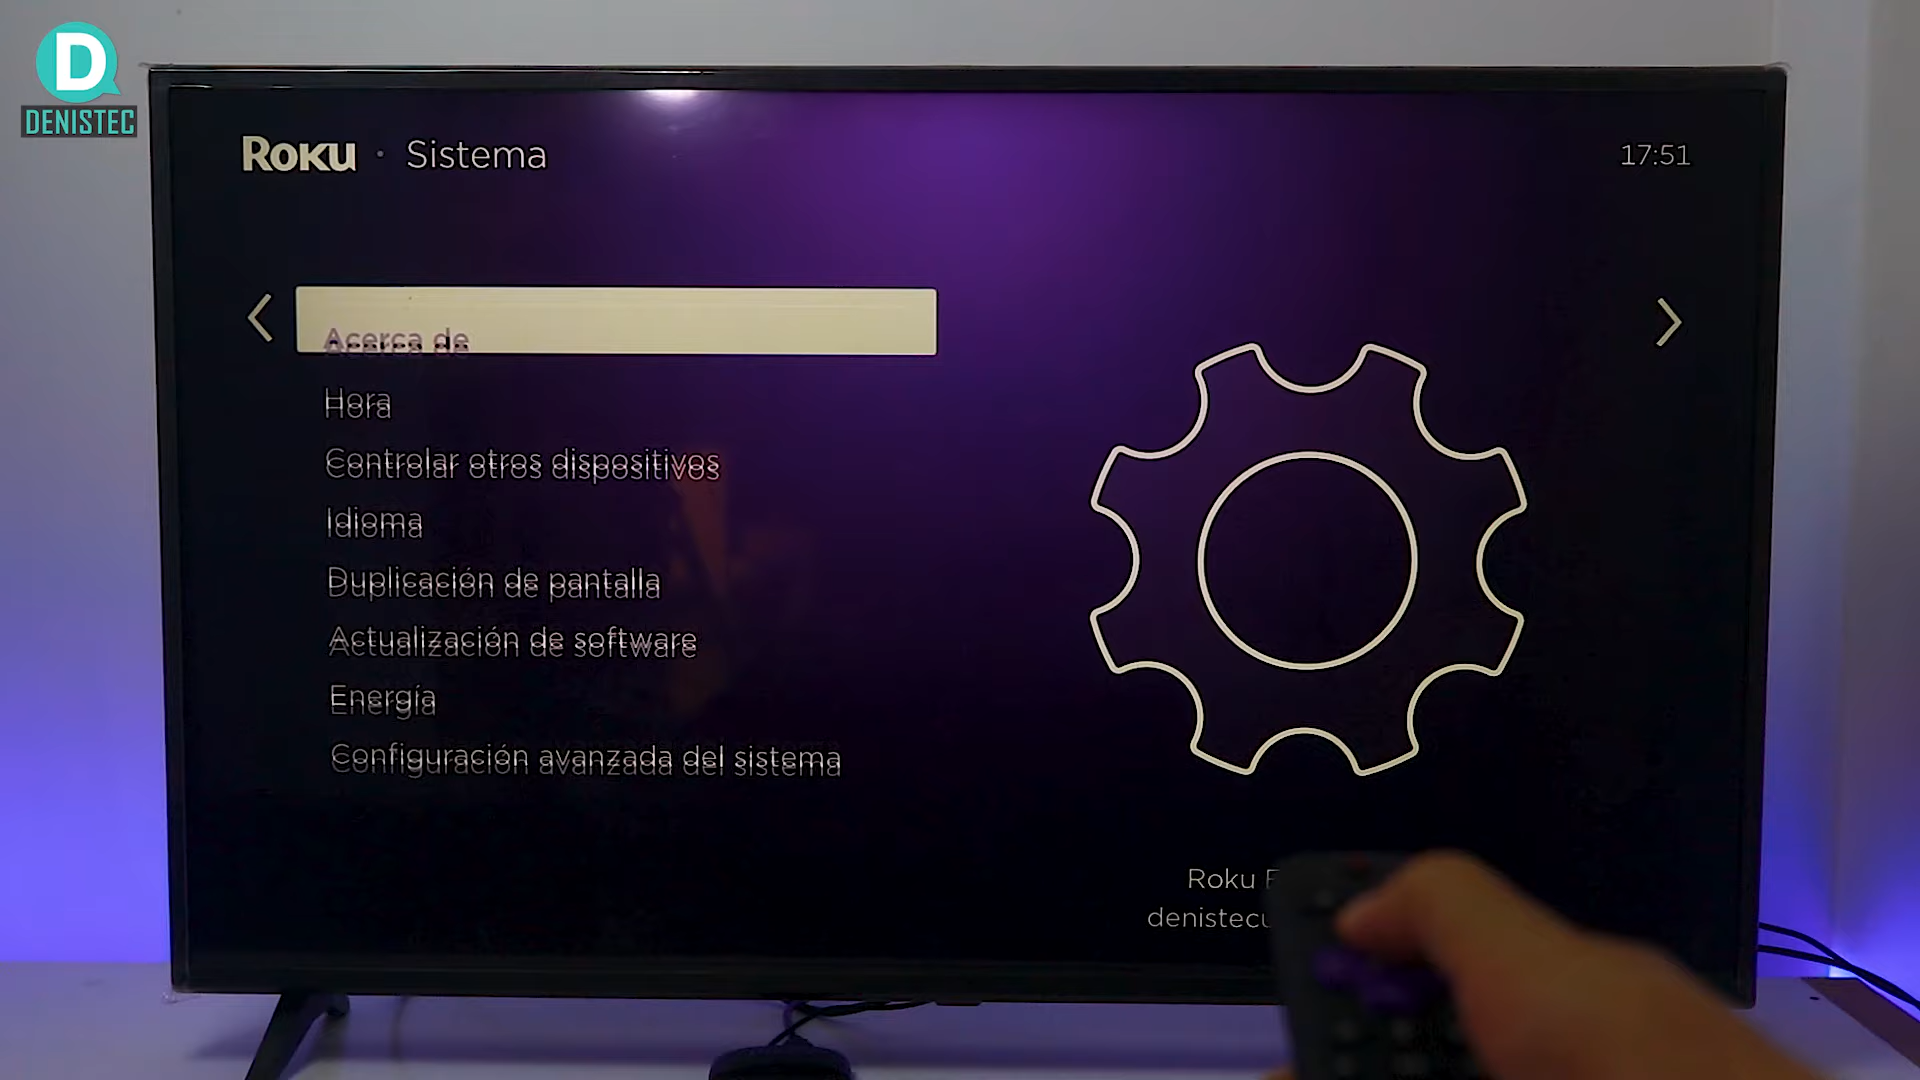 D
DENISTEC
Roku · Sistema
17:51
Acerca de
Hora
Controlar otros dispositivos
Idioma
Duplicación de pantalla
Actualización de software
Energía
Configuración avanzada del sistema
Roku